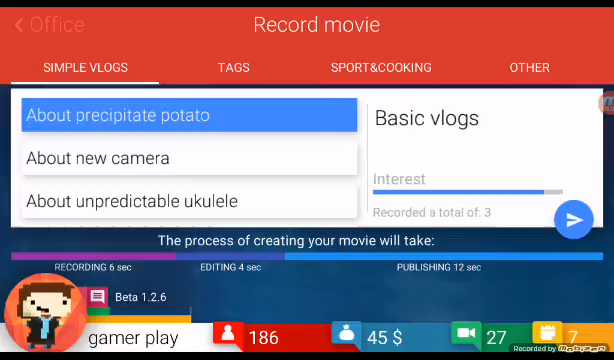 < Office
Record movie
SIMPLE VLOGS
TAGS
SPORT&COOKING
OTHER
About precipitate potato
About new camera
About unpredictable ukulele
Basic vlogs
Interest
Recorded a total of: 3
The process of creating your movie will take:
RECORDING 6 sec
EDITING 4 sec
PUBLISHING 12 sec
Beta 1.2.6
gamer play
186
45 $
27
7
Recorded by
mobizen